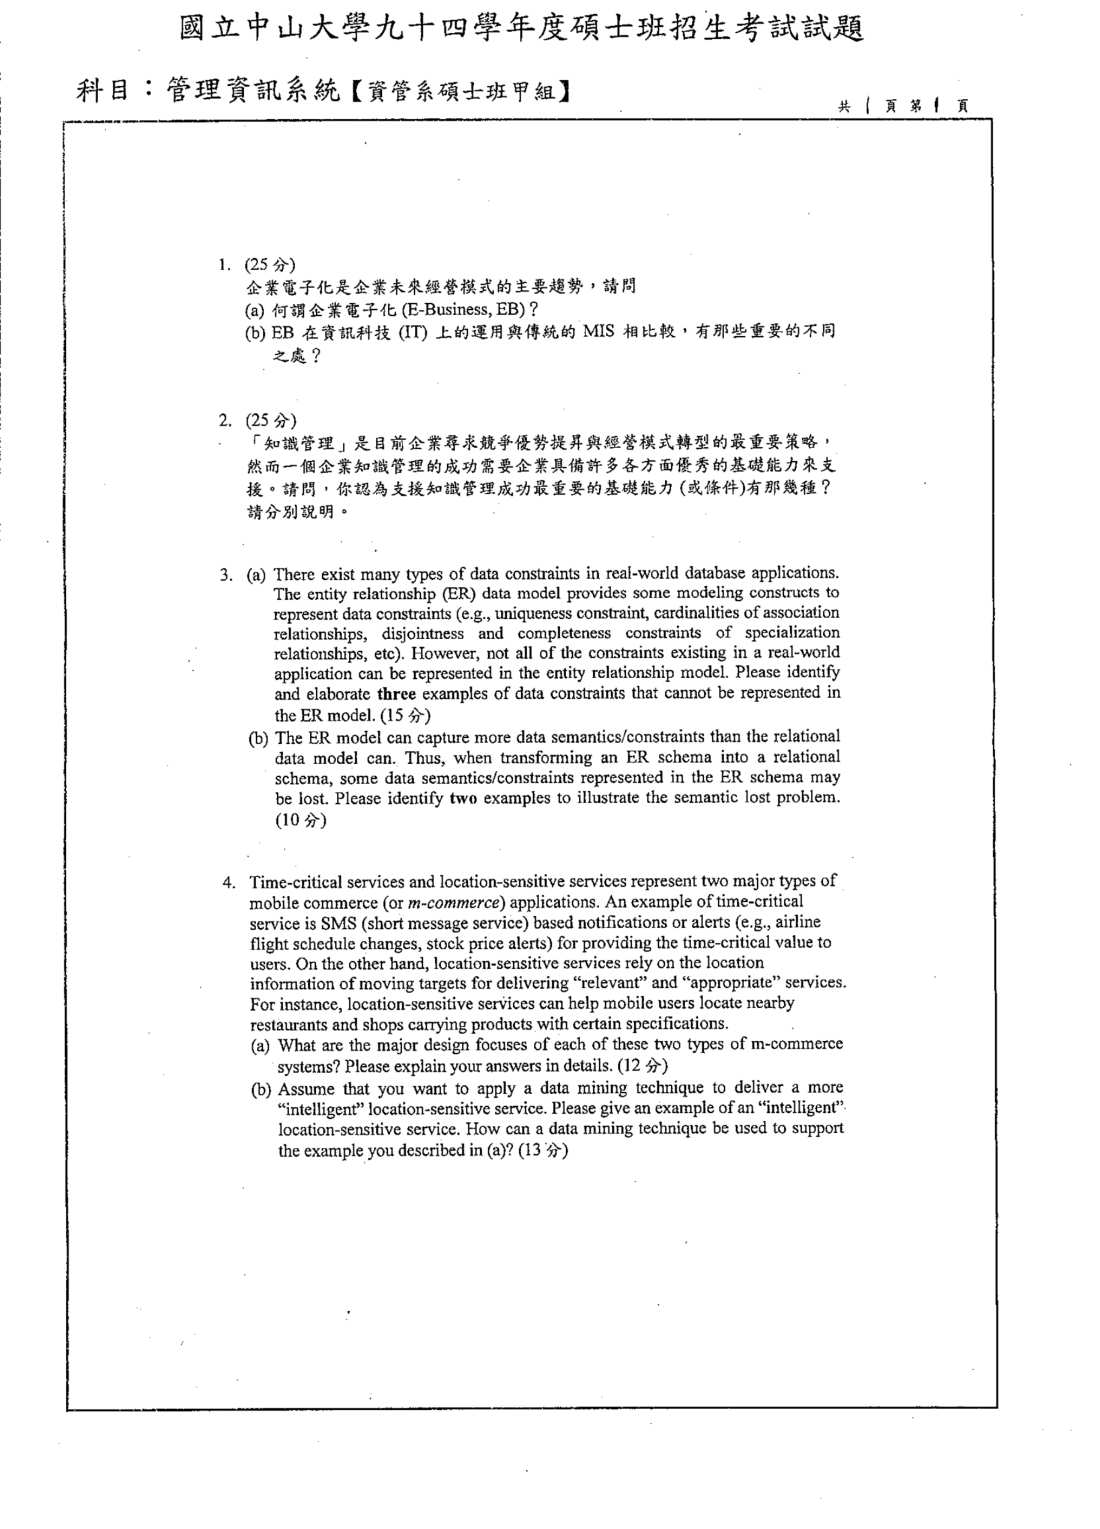 國立中山大學九十四學年度碩士班招生考試試題
科目：管理資訊系統【資管系碩士班甲組】
共 1 頁 第 1 頁
1. (25 分)
企業電子化是企業未來經營模式的主要趨勢，請問
(a) 何謂企業電子化 (E-Business, EB)？
(b) EB 在資訊科技 (IT) 上的運用與傳統的 MIS 相比較，有那些重要的不同
之處？
2. (25 分)
「知識管理」是目前企業尋求競爭優勢提昇與經營模式轉型的最重要策略，
然而一個企業知識管理的成功需要企業具備許多各方面優秀的基礎能力來支
援。請問，你認為支援知識管理成功最重要的基礎能力 (或條件)有那幾種？
請分別說明。
3. (a) There exist many types of data constraints in real-world database applications.
The entity relationship (ER) data model provides some modeling constructs to
represent data constraints (e.g., uniqueness constraint, cardinalities of association
relationships, disjointness and completeness constraints of specialization
relationships, etc). However, not all of the constraints existing in a real-world
application can be represented in the entity relationship model. Please identify
and elaborate three examples of data constraints that cannot be represented in
the ER model. (15 分)
(b) The ER model can capture more data semantics/constraints than the relational
data model can. Thus, when transforming an ER schema into a relational
schema, some data semantics/constraints represented in the ER schema may
be lost. Please identify two examples to illustrate the semantic lost problem.
(10 分)
4. Time-critical services and location-sensitive services represent two major types of
mobile commerce (or m-commerce) applications. An example of time-critical
service is SMS (short message service) based notifications or alerts (e.g., airline
flight schedule changes, stock price alerts) for providing the time-critical value to
users. On the other hand, location-sensitive services rely on the location
information of moving targets for delivering “relevant” and “appropriate” services.
For instance, location-sensitive services can help mobile users locate nearby
restaurants and shops carrying products with certain specifications.
(a) What are the major design focuses of each of these two types of m-commerce
systems? Please explain your answers in details. (12 分)
(b) Assume that you want to apply a data mining technique to deliver a more
“intelligent” location-sensitive service. Please give an example of an “intelligent”
location-sensitive service. How can a data mining technique be used to support
the example you described in (a)? (13 分)